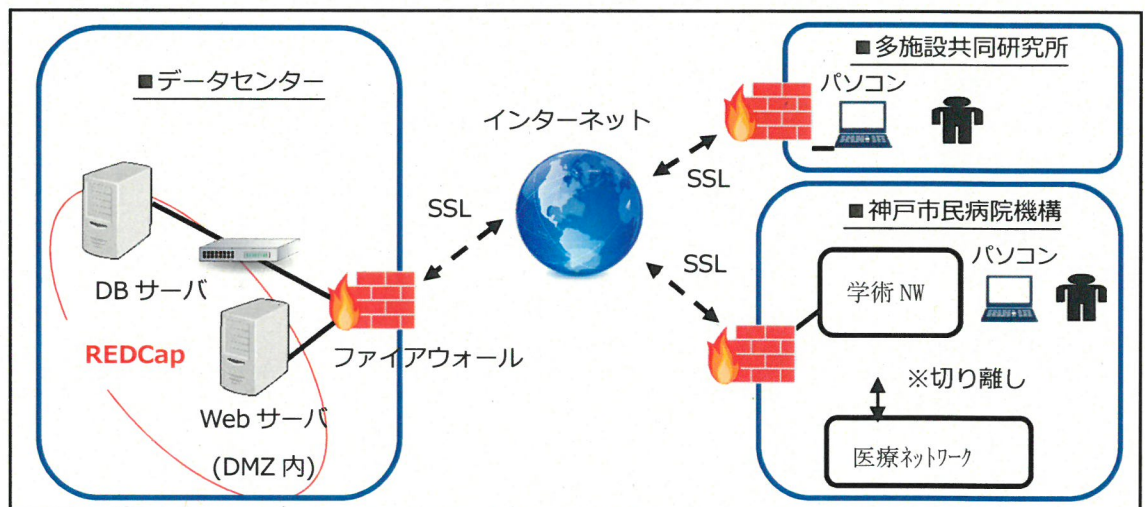 ■データセンター
DB サーバ
REDCap
Web サーバ
(DMZ 内)
ファイアウォール
SSL
インターネット
SSL
SSL
■多施設共同研究所
パソコン
■神戸市民病院機構
学術 NW
パソコン
※切り離し
医療ネットワーク